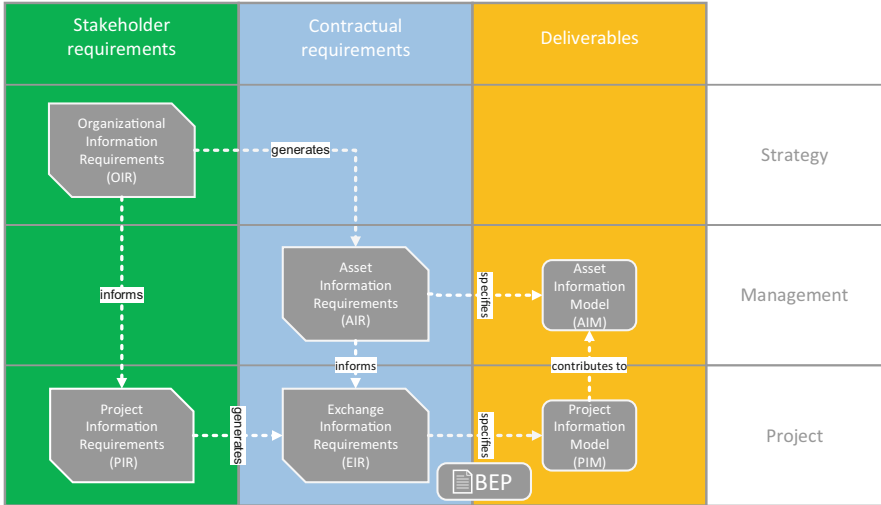 Stakeholder
requirements
Contractual
requirements
Deliverables
Organizational
Information
Requirements
(OIR)
generates
Strategy
informs
Asset
Information
Requirements
(AIR)
specifies
Asset
Information
Model
(AIM)
Management
informs
contributes to
Project
Information
Requirements
(PIR)
generates
Exchange
Information
Requirements
(EIR)
specifies
Project
Information
Model
(PIM)
Project
BEP